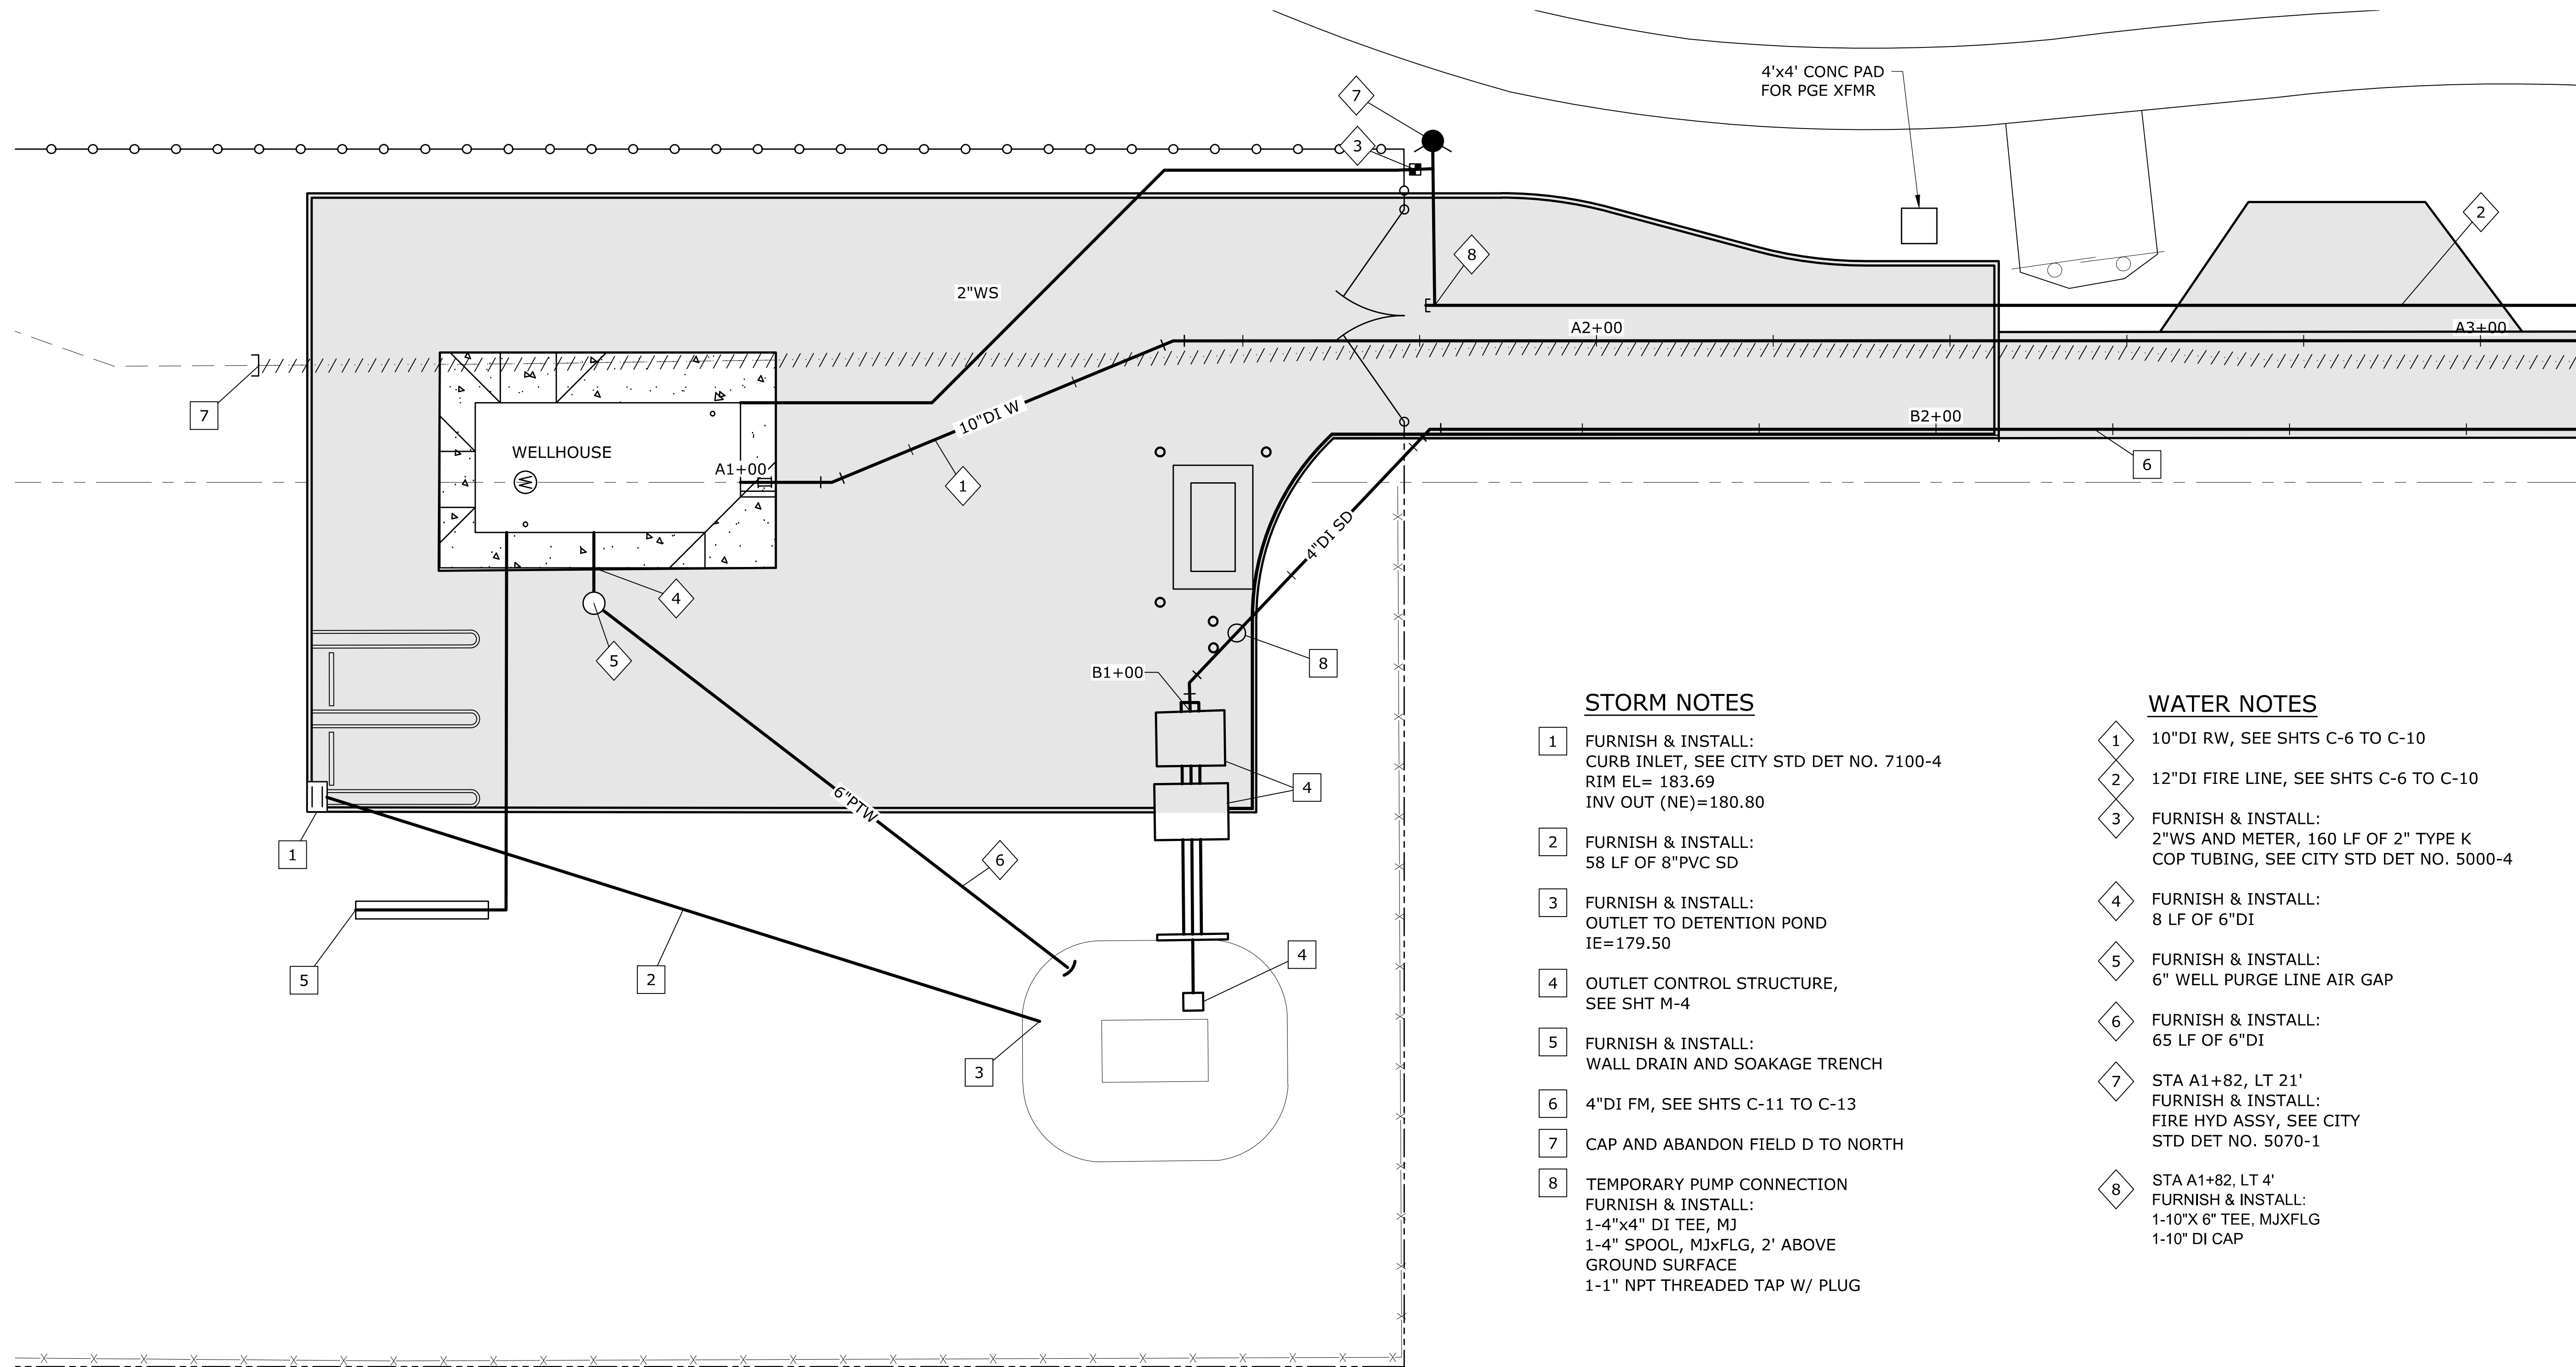 4'x4' CONC PAD
FOR PGE XFMR
7
3
2
8
2"WS
A2+00
A3+00
7
10"DI W
B2+00
WELLHOUSE
A1+00
W
1
6
4"DI SD
4
5
8
B1+00
6"PTW
4
1
6
5
2
4
3
STORM NOTES
1 FURNISH & INSTALL:
CURB INLET, SEE CITY STD DET NO. 7100-4
RIM EL= 183.69
INV OUT (NE)=180.80
2 FURNISH & INSTALL:
58 LF OF 8"PVC SD
3 FURNISH & INSTALL:
OUTLET TO DETENTION POND
IE=179.50
4 OUTLET CONTROL STRUCTURE,
SEE SHT M-4
5 FURNISH & INSTALL:
WALL DRAIN AND SOAKAGE TRENCH
6 4"DI FM, SEE SHTS C-11 TO C-13
7 CAP AND ABANDON FIELD D TO NORTH
8 TEMPORARY PUMP CONNECTION
FURNISH & INSTALL:
1-4"x4" DI TEE, MJ
1-4" SPOOL, MJxFLG, 2' ABOVE
GROUND SURFACE
1-1" NPT THREADED TAP W/ PLUG
WATER NOTES
1 10"DI RW, SEE SHTS C-6 TO C-10
2 12"DI FIRE LINE, SEE SHTS C-6 TO C-10
3 FURNISH & INSTALL:
2"WS AND METER, 160 LF OF 2" TYPE K
COP TUBING, SEE CITY STD DET NO. 5000-4
4 FURNISH & INSTALL:
8 LF OF 6"DI
5 FURNISH & INSTALL:
6" WELL PURGE LINE AIR GAP
6 FURNISH & INSTALL:
65 LF OF 6"DI
7 STA A1+82, LT 21'
FURNISH & INSTALL:
FIRE HYD ASSY, SEE CITY
STD DET NO. 5070-1
8 STA A1+82, LT 4'
FURNISH & INSTALL:
1-10"X 6" TEE, MJXFLG
1-10" DI CAP